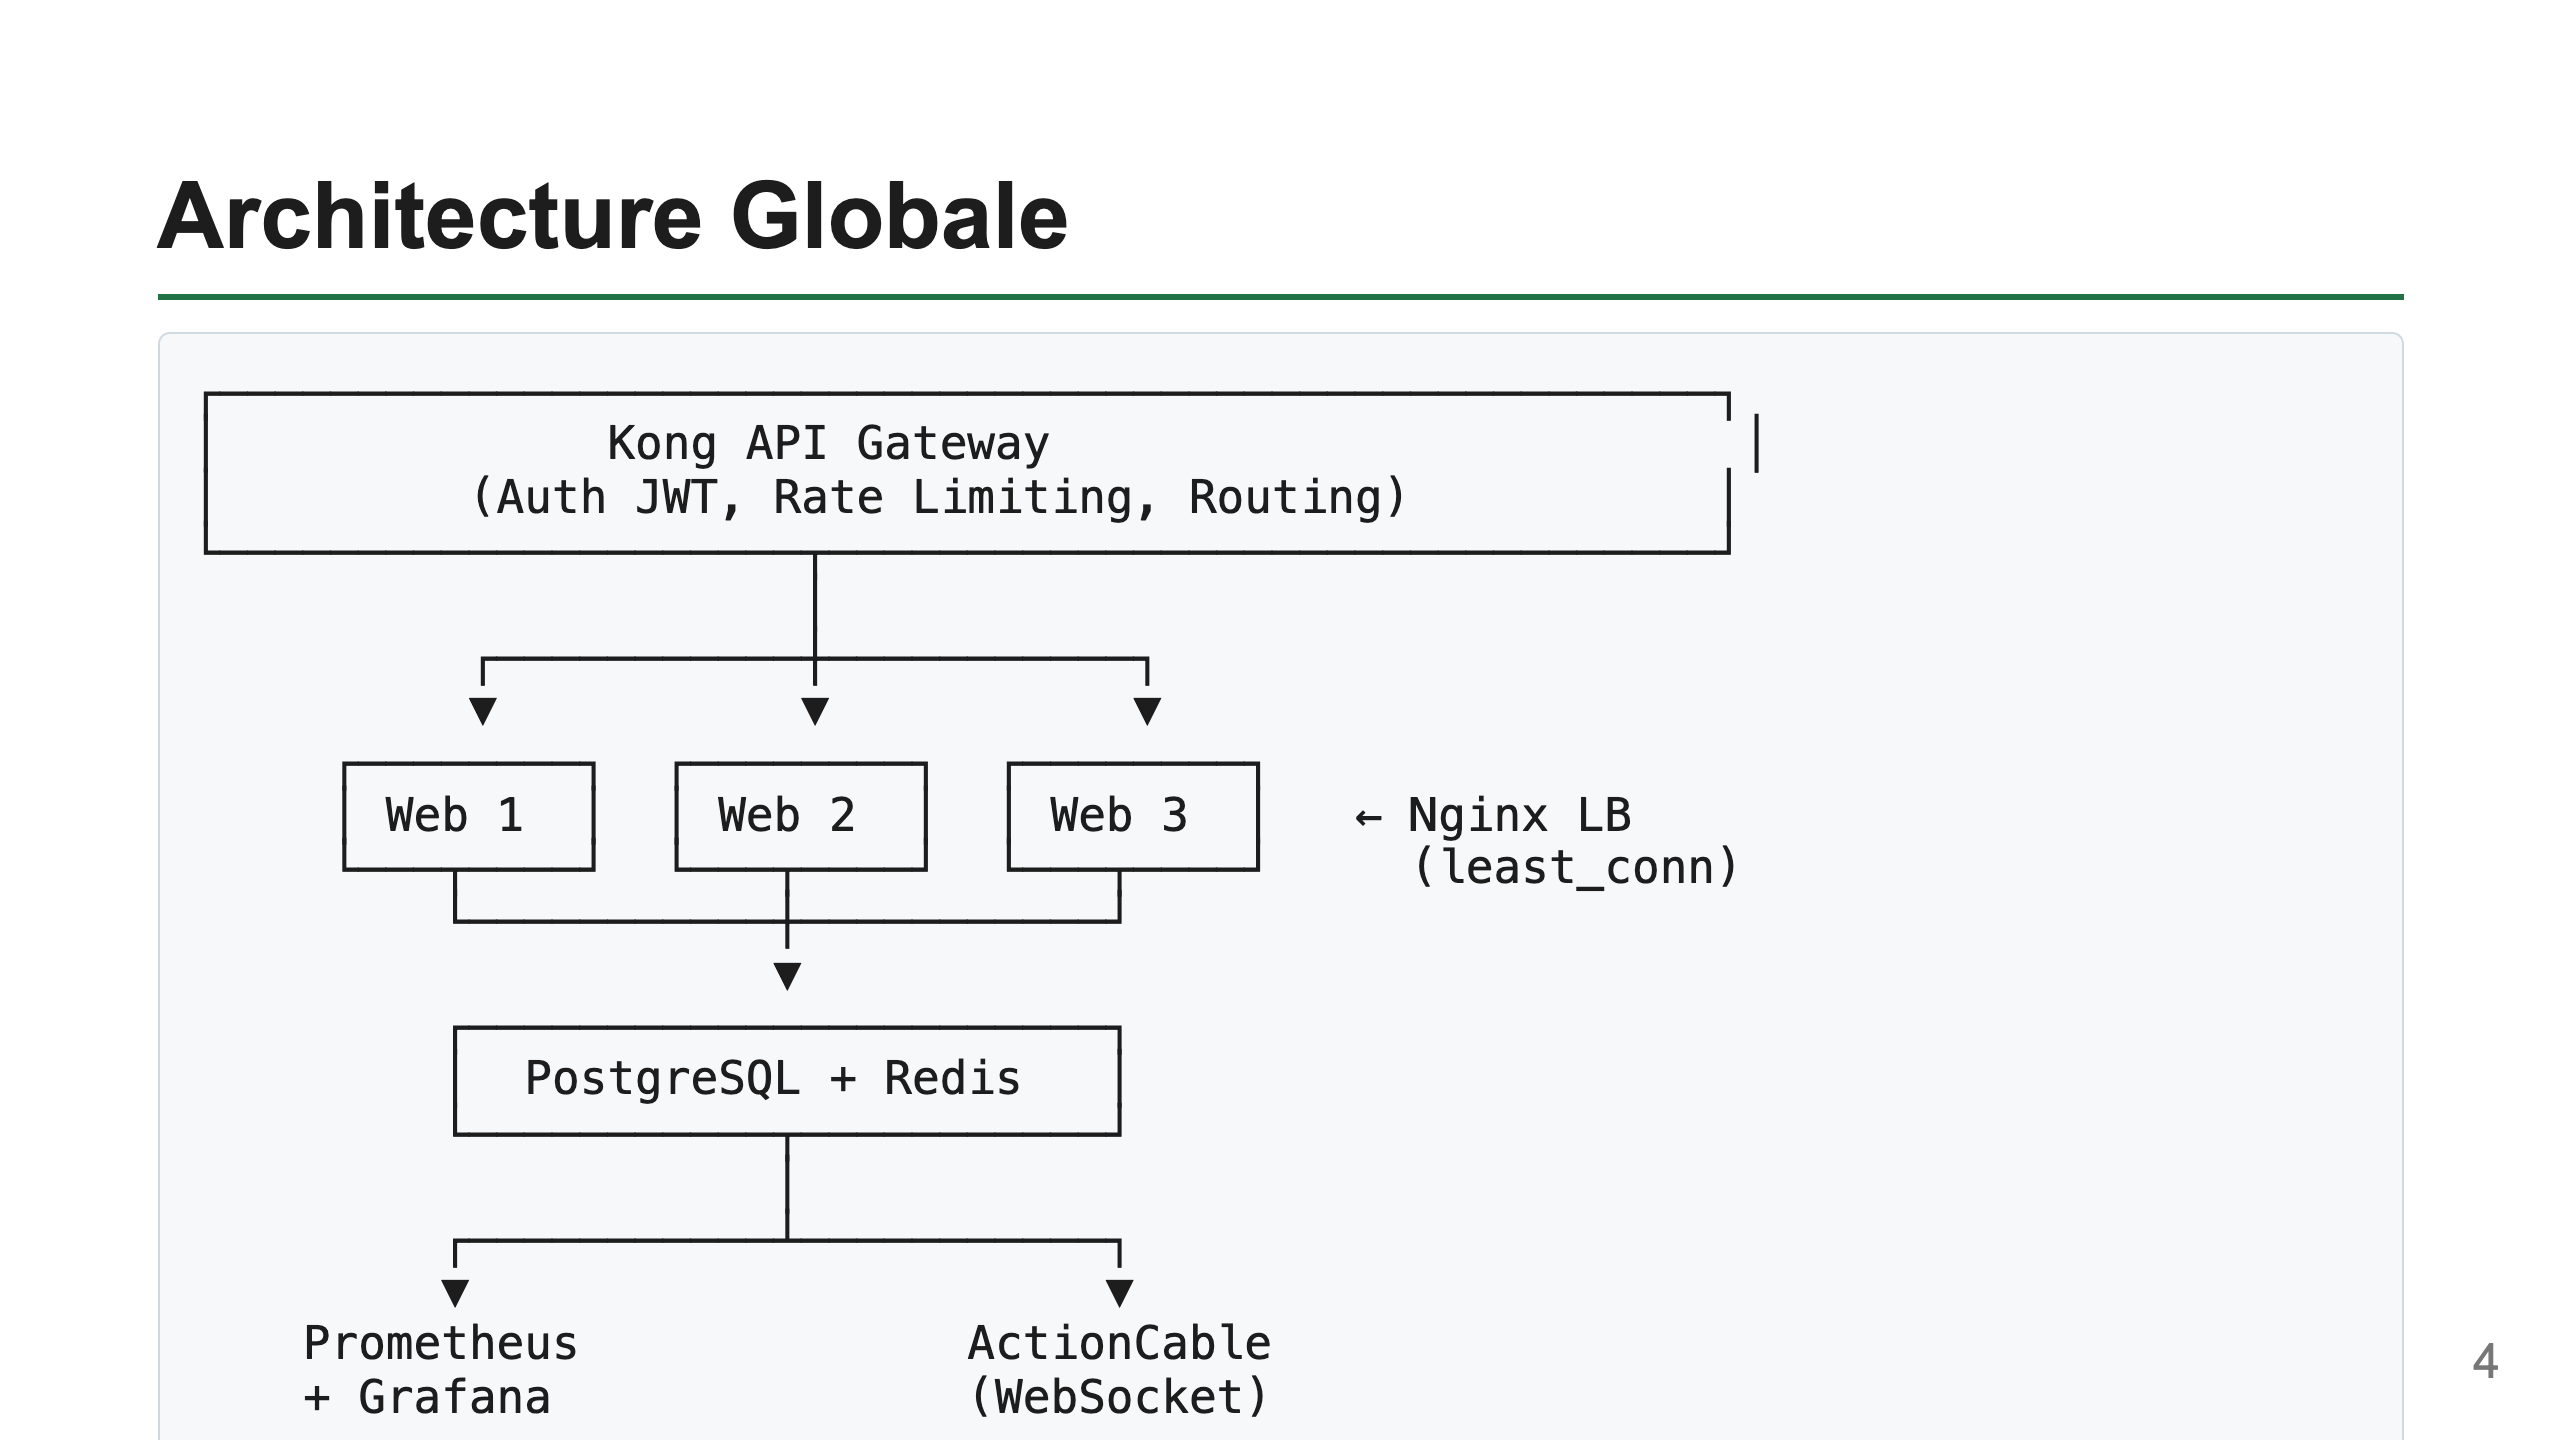 Architecture Globale
Kong API Gateway
(Auth JWT, Rate Limiting, Routing)
Web 1 Web 2 Web 3 ← Nginx LB
(least_conn)
PostgreSQL + Redis
Prometheus ActionCable
+ Grafana (WebSocket)
4